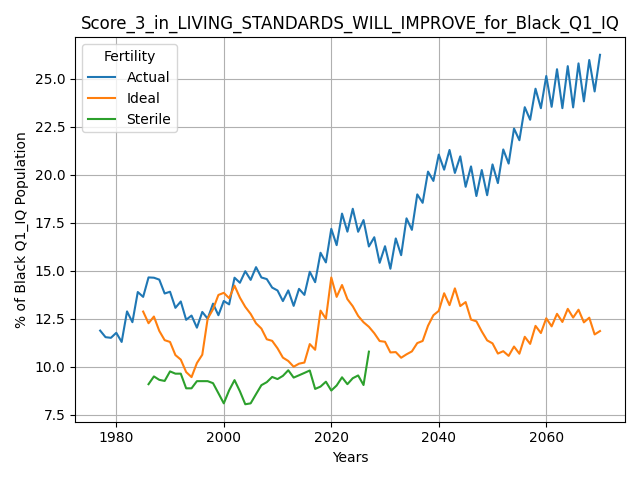 Score_3_in_LIVING_STANDARDS_WILL_IMPROVE_for_Black_Q1_IQ
Fertility
Actual
Ideal
Sterile
% of Black Q1_IQ Population
25.0
22.5
20.0
17.5
15.0
12.5
10.0
7.5
1980
2000
2020
2040
2060
Years